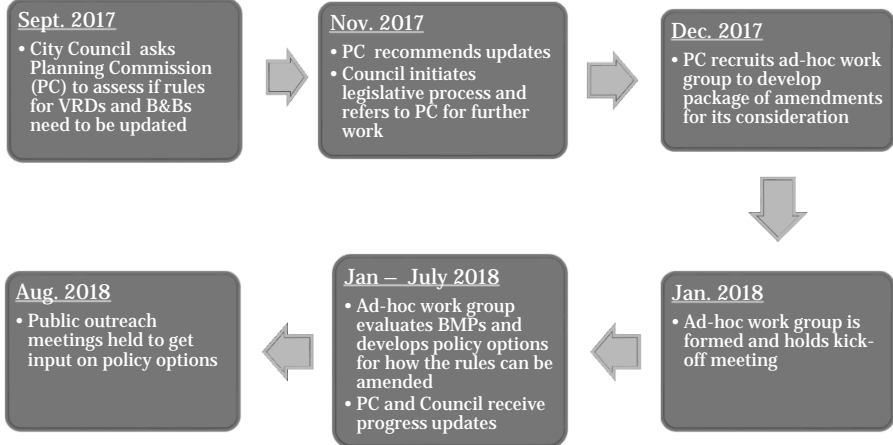 Sept. 2017
• City Council asks
Planning Commission
(PC) to assess if rules
for VRDs and B&Bs
need to be updated
Nov. 2017
• PC recommends updates
• Council initiates
legislative process and
refers to PC for further
work
Dec. 2017
• PC recruits ad-hoc work
group to develop
package of amendments
for its consideration
Jan. 2018
• Ad-hoc work group is
formed and holds kick-
off meeting
Jan – July 2018
• Ad-hoc work group
evaluates BMPs and
develops policy options
for how the rules can be
amended
• PC and Council receive
progress updates
Aug. 2018
• Public outreach
meetings held to get
input on policy options